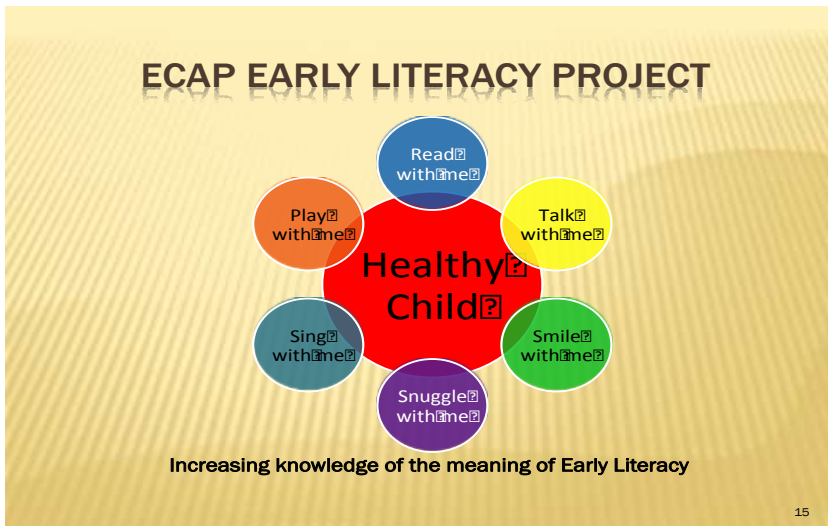 ECAP EARLY LITERACY PROJECT
Read⍰
with⍰me⍰
Play⍰
with⍰me⍰
Talk⍰
with⍰me⍰
Healthy⍰
Child⍰
Sing⍰
with⍰me⍰
Smile⍰
with⍰me⍰
Snuggle⍰
with⍰me⍰
Increasing knowledge of the meaning of Early Literacy
15